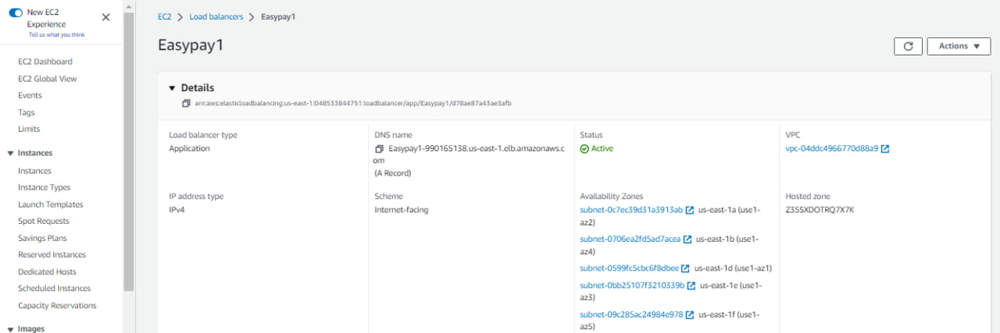 New EC2
Experience
Tell us what you think
EC2 Dashboard
EC2 Global View
Events
Tags
Limits
Instances
Instances
Instance Types
Launch Templates
Spot Requests
Savings Plans
Reserved Instances
Dedicated Hosts
Scheduled Instances
Capacity Reservations
Images
EC2 > Load balancers > Easypay1
Easypay1
Actions
Details
arn:aws:elasticloadbalancing:us-east-1:048533844751:loadbalancer/app/Easypay1/d78ae87a43ae3afb
Load balancer type
Application
DNS name
Easypay1-990165138.us-east-1.elb.amazonaws.c
om
(A Record)
Status
Active
VPC
vpc-04ddc4966770d88a9
IP address type
IPv4
Scheme
Internet-facing
Availability Zones
subnet-0c7ec39d31a3913ab us-east-1a (use1-
az2)
subnet-0706ea2fd5ad7acea us-east-1b (use1-
az4)
subnet-0599fc5cbc6f8dbee us-east-1d (use1-az1)
subnet-0bb25107f3210339b us-east-1e (use1-
az3)
subnet-09c285ac24984e978 us-east-1f (use1-
az5)
Hosted zone
Z35SXDOTRQ7X7K